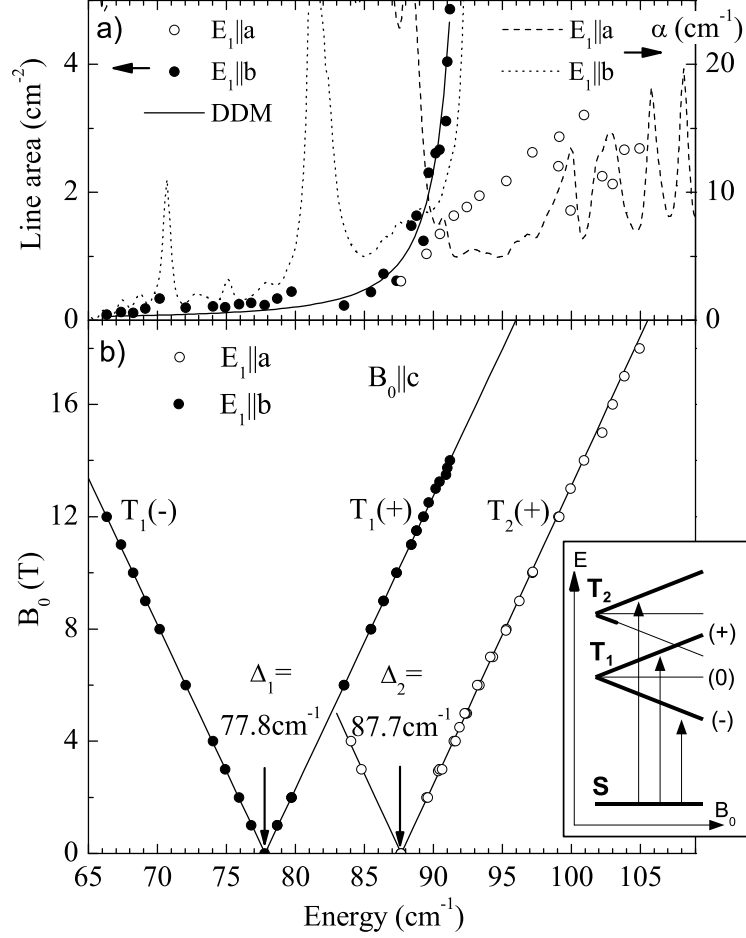 a)
E₁||a
E₁||b
DDM
E₁||a
E₁||b
α (cm⁻¹)
Line area (cm⁻²)
4
2
0
20
10
0
b)
E₁||a
E₁||b
B₀||c
T₁(-)
T₁(+)
T₂(+)
Δ₁=
77.8cm⁻¹
Δ₂=
87.7cm⁻¹
B₀ (T)
16
12
8
4
0
E
T₂
T₁
(+)
(0)
(-)
S
B₀
65 70 75 80 85 90 95 100 105
Energy (cm⁻¹)